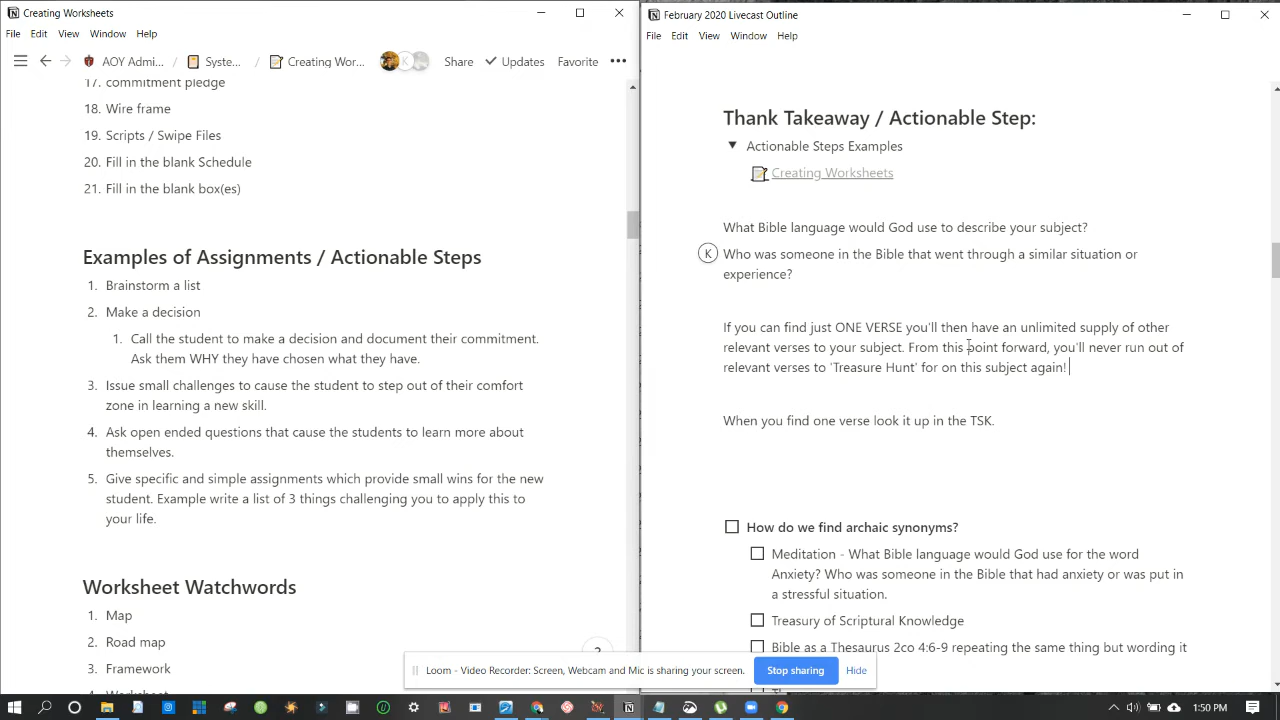 Creating Worksheets
File Edit View Window Help
AOY Admi... / Syste... / Creating Wor... K Share Updates Favorite
17. commitment pledge
18. Wire frame
19. Scripts / Swipe Files
20. Fill in the blank Schedule
21. Fill in the blank box(es)
Examples of Assignments / Actionable Steps
1. Brainstorm a list
2. Make a decision
1. Call the student to make a decision and document their commitment.
Ask them WHY they have chosen what they have.
3. Issue small challenges to cause the student to step out of their comfort
zone in learning a new skill.
4. Ask open ended questions that cause the students to learn more about
themselves.
5. Give specific and simple assignments which provide small wins for the new
student. Example write a list of 3 things challenging you to apply this to
your life.
Worksheet Watchwords
1. Map
2. Road map
3. Framework
4. Worksheet
?
February 2020 Livecast Outline
File Edit View Window Help
Thank Takeaway / Actionable Step:
Actionable Steps Examples
Creating Worksheets
What Bible language would God use to describe your subject?
K Who was someone in the Bible that went through a similar situation or
experience?
If you can find just ONE VERSE you'll then have an unlimited supply of other
relevant verses to your subject. From this point forward, you'll never run out of
relevant verses to 'Treasure Hunt' for on this subject again!
When you find one verse look it up in the TSK.
How do we find archaic synonyms?
Meditation - What Bible language would God use for the word
Anxiety? Who was someone in the Bible that had anxiety or was put in
a stressful situation.
Treasury of Scriptural Knowledge
Bible as a Thesaurus 2co 4:6-9 repeating the same thing but wording it
Loom - Video Recorder: Screen, Webcam and Mic is sharing your screen. Stop sharing Hide
1:50 PM